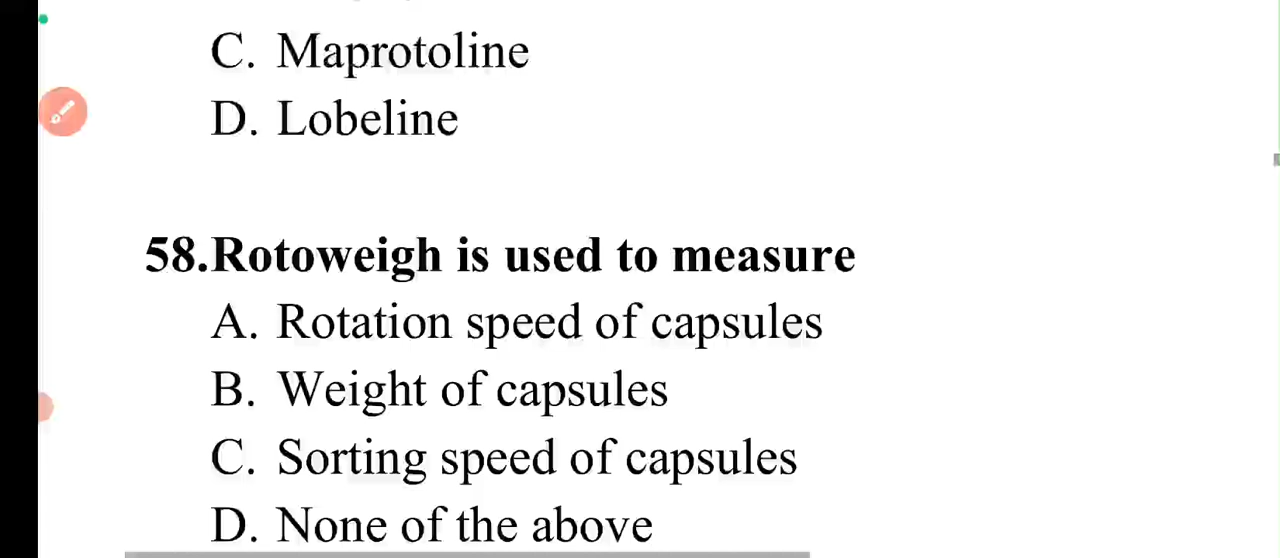 C. Maprotoline
D. Lobeline
58.Rotoweigh is used to measure
A. Rotation speed of capsules
B. Weight of capsules
C. Sorting speed of capsules
D. None of the above